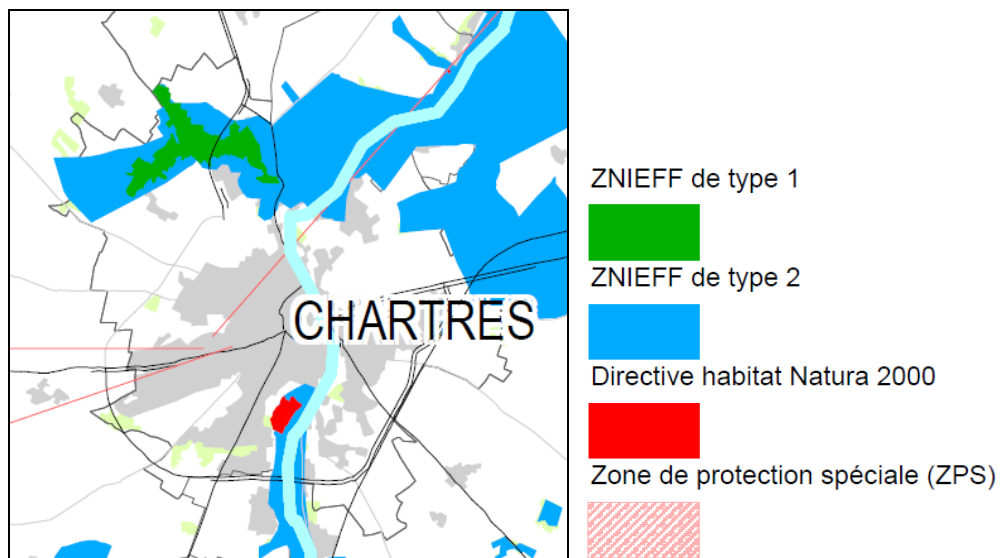 CHARTRES
ZNIEFF de type 1
ZNIEFF de type 2
Directive habitat Natura 2000
Zone de protection spéciale (ZPS)